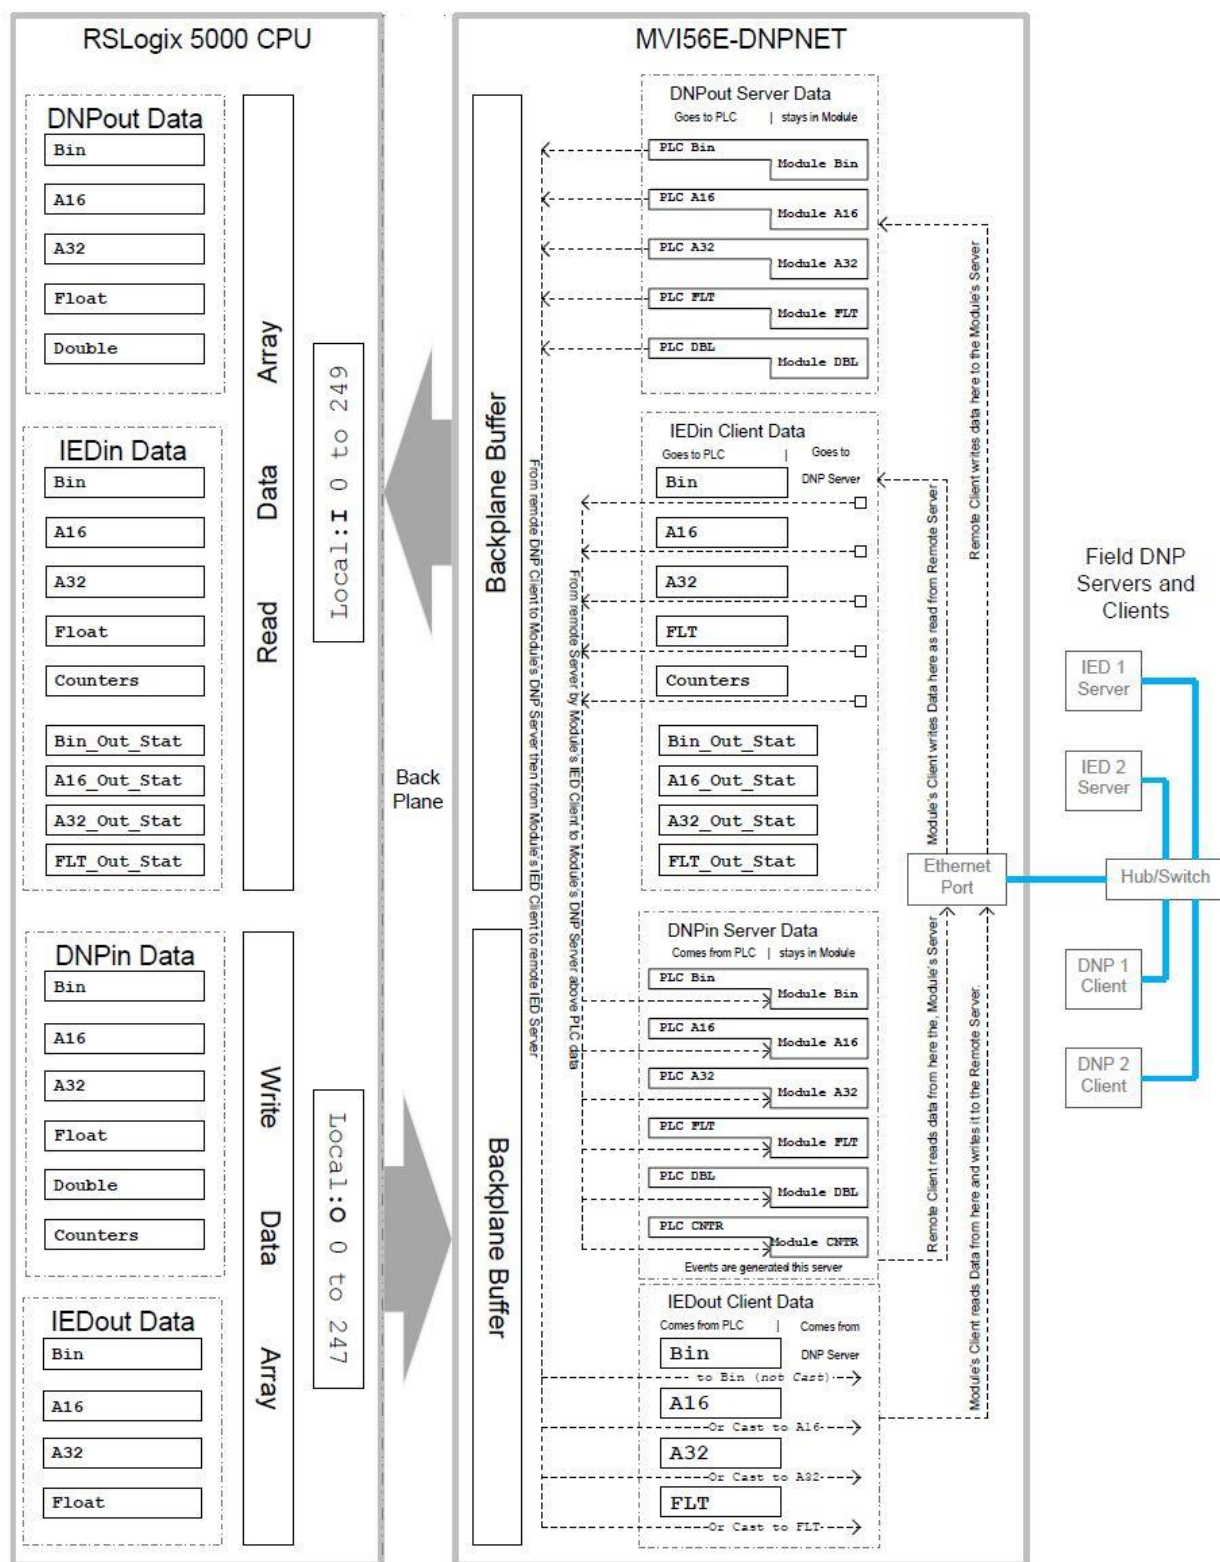 RSLogix 5000 CPU
DNPout Data
Bin
A16
A32
Float
Double
IEDin Data
Bin
A16
A32
Float
Counters
Bin_Out_Stat
A16_Out_Stat
A32_Out_Stat
FLT_Out_Stat
Read Data Array
Local:I 0 to 249
DNPin Data
Bin
A16
A32
Float
Double
Counters
IEDout Data
Bin
A16
A32
Float
Write Data Array
Local:O 0 to 247
Back
Plane
MVI56E-DNPNET
Backplane Buffer
Backplane Buffer
From remote DNP Client to Module's DNP Server then from Module's IED Client to remote IED Server
From remote Server by Module's IED Client to Module's DNP Server above PLC data
DNPout Server Data
Goes to PLC | stays in Module
PLC Bin
Module Bin
PLC A16
Module A16
PLC A32
Module A32
PLC FLT
Module FLT
PLC DBL
Module DBL
IEDin Client Data
Goes to PLC | Goes to
DNP Server
Bin
A16
A32
FLT
Counters
Bin_Out_Stat
A16_Out_Stat
A32_Out_Stat
FLT_Out_Stat
DNPin Server Data
Comes from PLC | stays in Module
PLC Bin
Module Bin
PLC A16
Module A16
PLC A32
Module A32
PLC FLT
Module FLT
PLC DBL
Module DBL
PLC CNTR
Module CNTR
Events are generated this server
IEDout Client Data
Comes from PLC | Comes from
DNP Server
Bin
to Bin (not Cast)
A16
Or Cast to A16
A32
Or Cast to A32
FLT
Or Cast to FLT
Module's Client writes Data here as read from Remote Server
Remote Client writes data here to the Module's Server
Ethernet
Port
Remote Client reads data from here the, Module's Server
Module's Client reads Data from here and writes it to the Remote Server.
Field DNP
Servers and
Clients
IED 1
Server
IED 2
Server
Hub/Switch
DNP 1
Client
DNP 2
Client